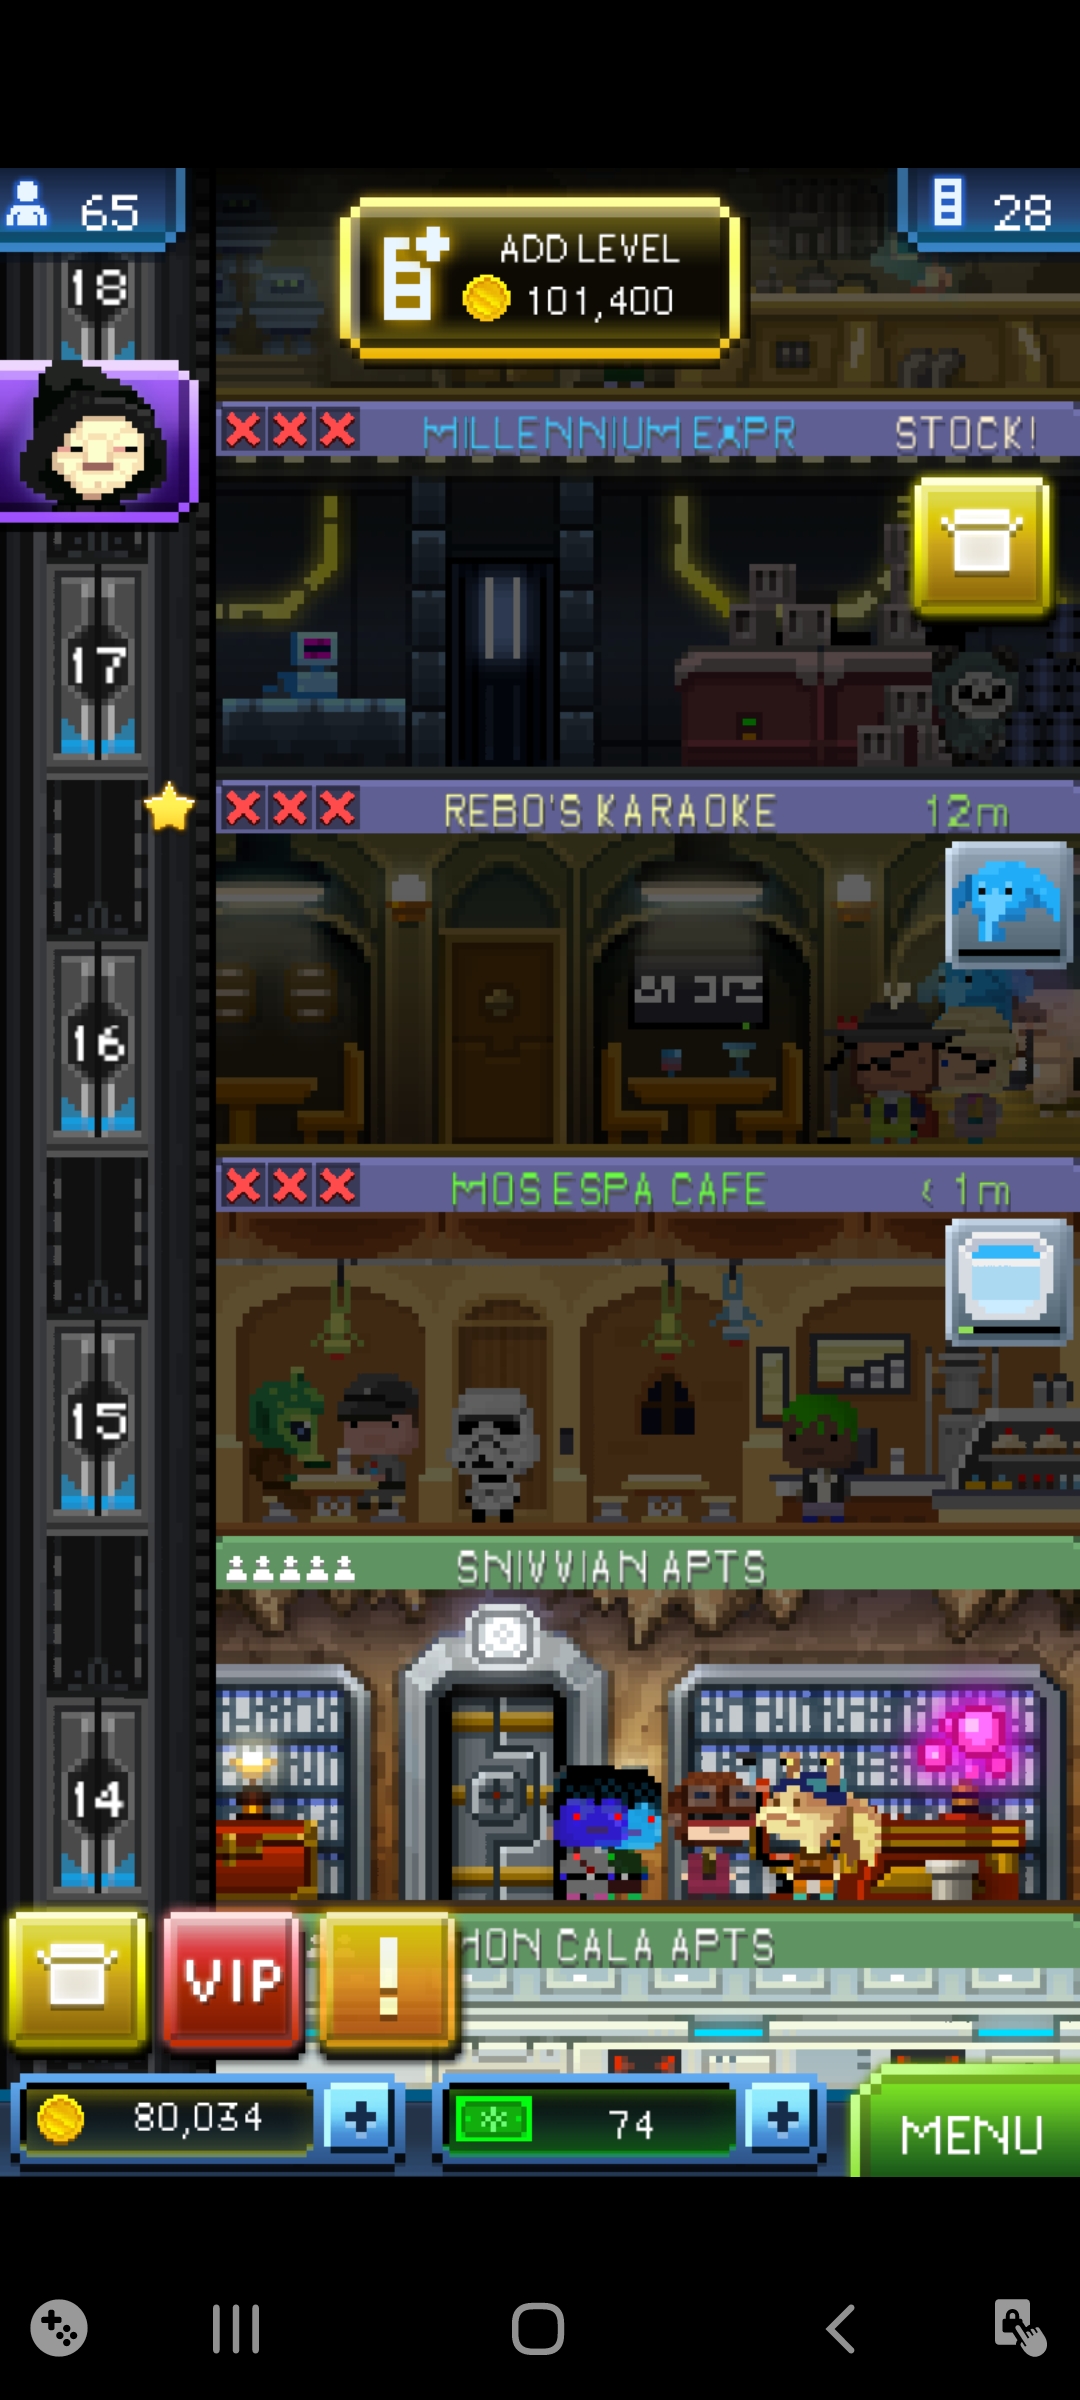 65
28
ADD LEVEL
101,400
18
MILLENNIUM EXPR STOCK!
17
REBO'S KARAOKE 12m
16
MOS ESPA CAFE < 1m
15
SNIVVIAN APTS
14
MON CALA APTS
VIP
!
80,034
74
MENU